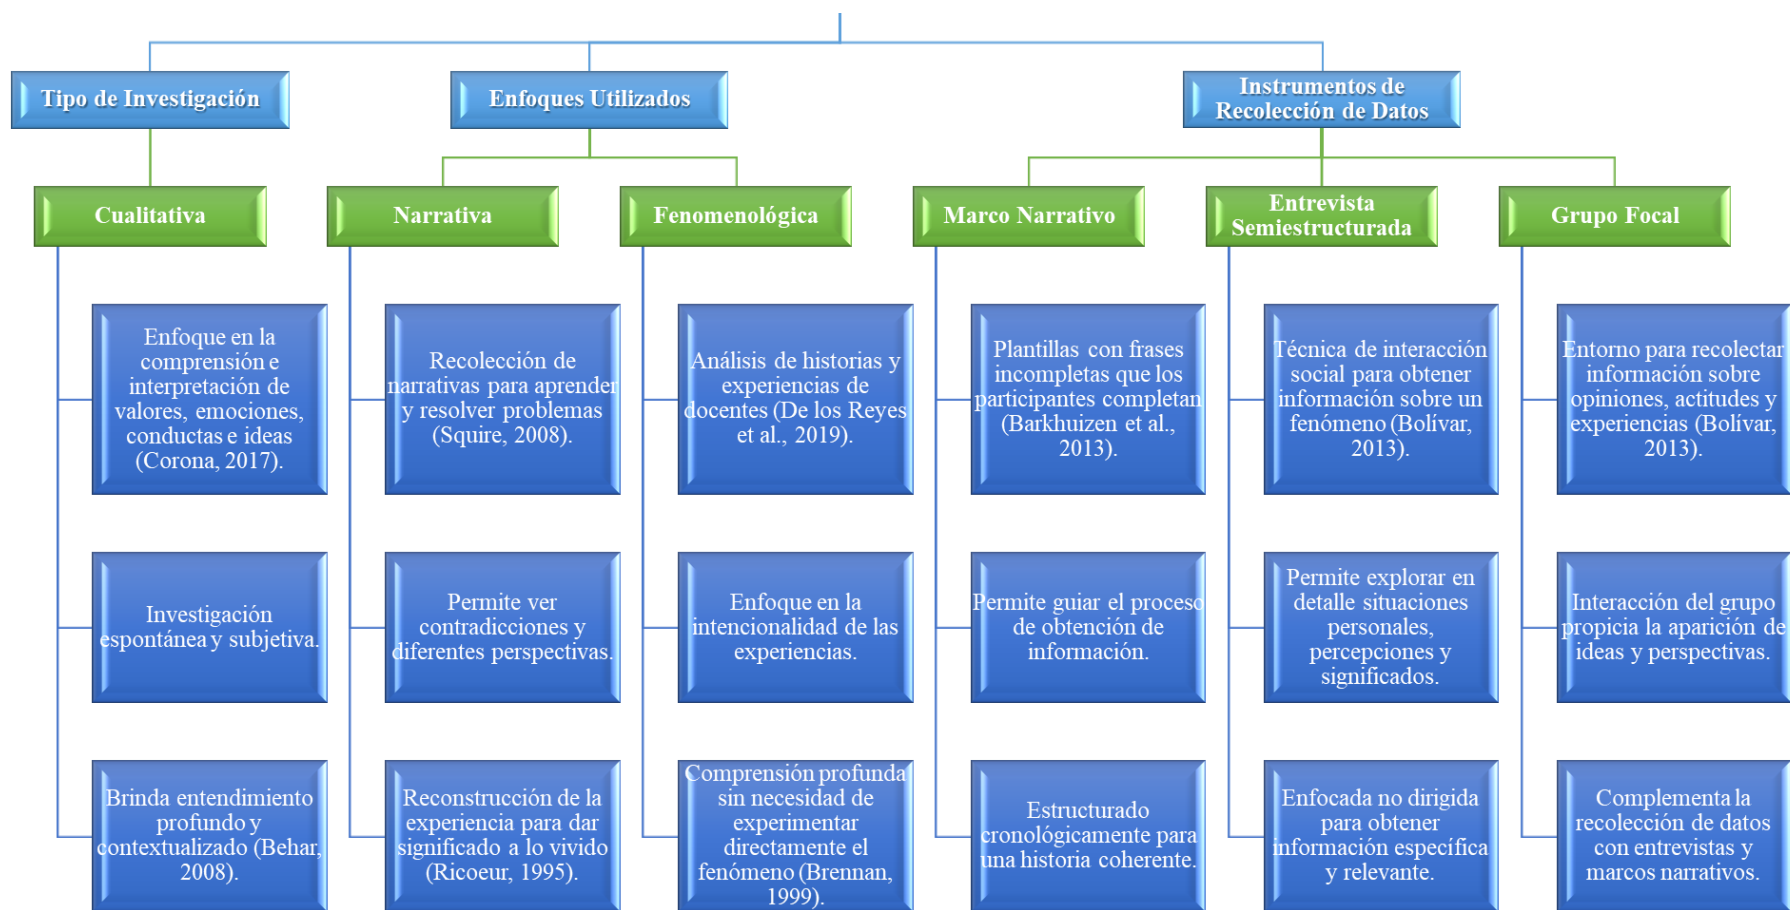 Tipo de Investigación
Enfoques Utilizados
Instrumentos de
Recolección de Datos
Cualitativa
Narrativa
Fenomenológica
Marco Narrativo
Entrevista
Semiestructurada
Grupo Focal
Enfoque en la
comprensión e
interpretación de
valores, emociones,
conductas e ideas
(Corona, 2017).
Recolección de
narrativas para aprender
y resolver problemas
(Squire, 2008).
Análisis de historias y
experiencias de
docentes (De los Reyes
et al., 2019).
Plantillas con frases
incompletas que los
participantes completan
(Barkhuizen et al.,
2013).
Técnica de interacción
social para obtener
información sobre un
fenómeno (Bolívar,
2013).
Entorno para recolectar
información sobre
opiniones, actitudes y
experiencias (Bolívar,
2013).
Investigación
espontánea y subjetiva.
Permite ver
contradicciones y
diferentes perspectivas.
Enfoque en la
intencionalidad de las
experiencias.
Permite guiar el proceso
de obtención de
información.
Permite explorar en
detalle situaciones
personales,
percepciones y
significados.
Interacción del grupo
propicia la aparición de
ideas y perspectivas.
Brinda entendimiento
profundo y
contextualizado (Behar,
2008).
Reconstrucción de la
experiencia para dar
significado a lo vivido
(Ricoeur, 1995).
Comprensión profunda
sin necesidad de
experimentar
directamente el
fenómeno (Brennan,
1999).
Estructurado
cronológicamente para
una historia coherente.
Enfocada no dirigida
para obtener
información específica
y relevante.
Complementa la
recolección de datos
con entrevistas y
marcos narrativos.